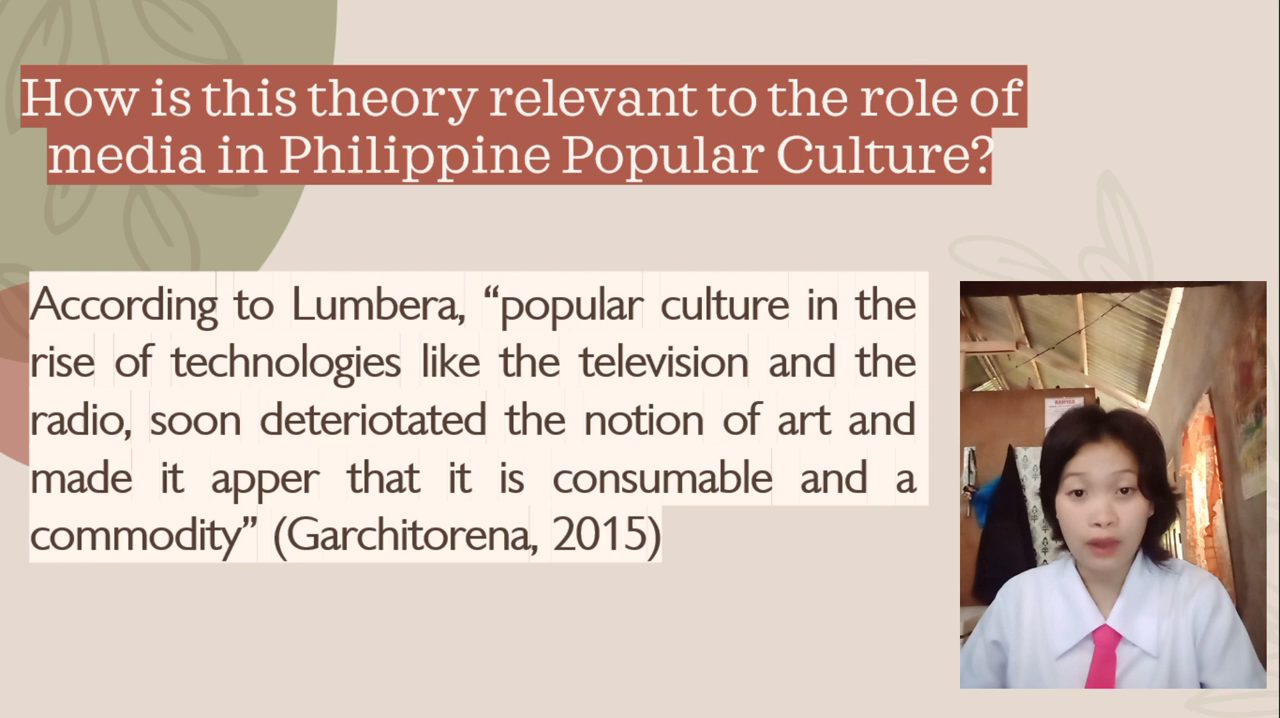 How is this theory relevant to the role of
media in Philippine Popular Culture?
According to Lumbera, “popular culture in the
rise of technologies like the television and the
radio, soon deteriotated the notion of art and
made it apper that it is consumable and a
commodity” (Garchitorena, 2015)